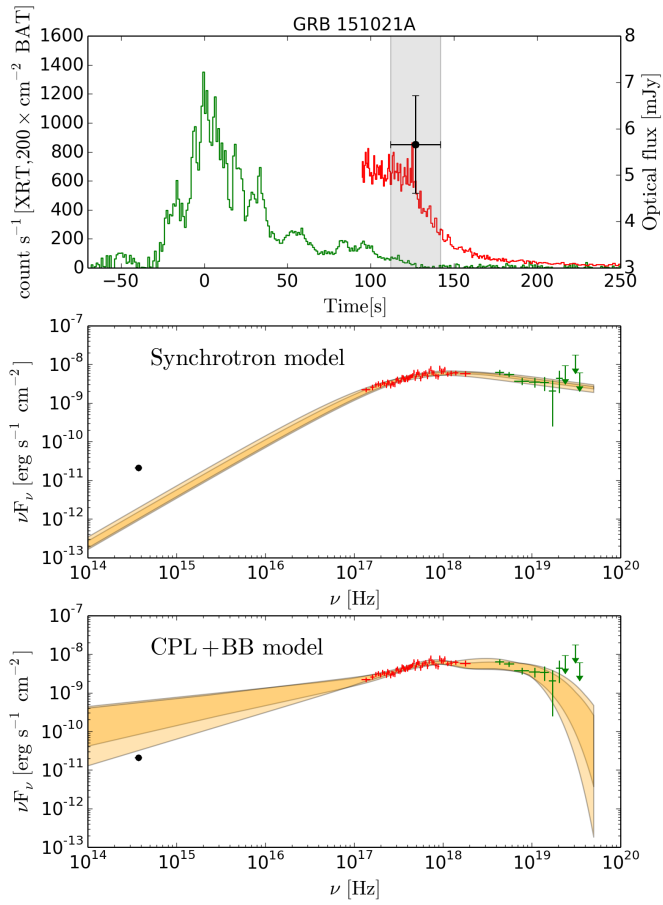 GRB 151021A
count s⁻¹ [XRT,200 × cm⁻² BAT]
1600
1400
1200
1000
800
600
400
200
0
8
7
6
5
4
3
Optical flux [mJy]
−50 0 50 100 150 200 250
Time[s]
Synchrotron model
νFν [erg s⁻¹ cm⁻²]
10⁻⁷
10⁻⁸
10⁻⁹
10⁻¹⁰
10⁻¹¹
10⁻¹²
10⁻¹³
10¹⁴ 10¹⁵ 10¹⁶ 10¹⁷ 10¹⁸ 10¹⁹ 10²⁰
ν [Hz]
CPL+BB model
νFν [erg s⁻¹ cm⁻²]
10⁻⁷
10⁻⁸
10⁻⁹
10⁻¹⁰
10⁻¹¹
10⁻¹²
10⁻¹³
10¹⁴ 10¹⁵ 10¹⁶ 10¹⁷ 10¹⁸ 10¹⁹ 10²⁰
ν [Hz]